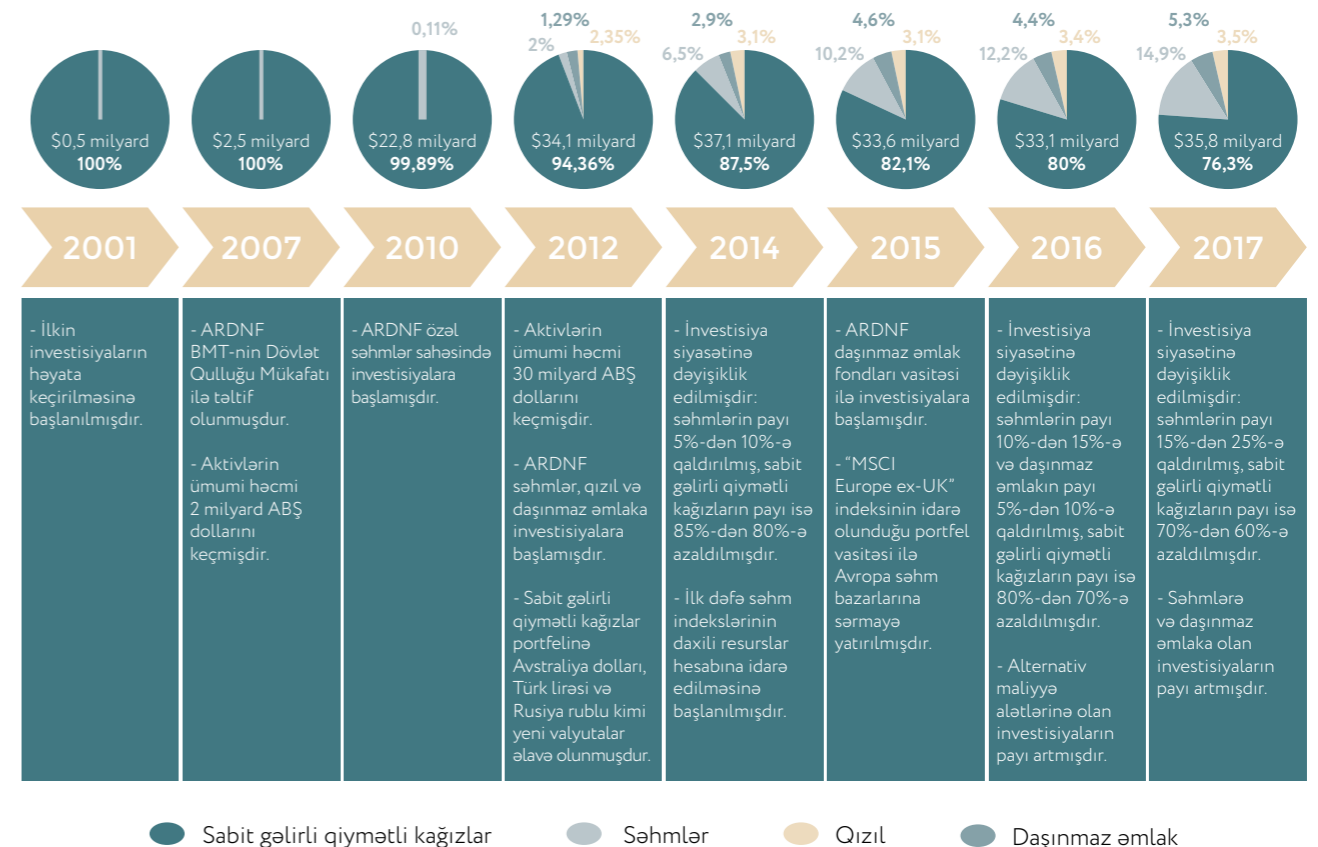 0,11%
1,29%
2%
2,35%
2,9%
6,5%
3,1%
4,6%
10,2%
3,1%
4,4%
12,2%
3,4%
5,3%
14,9%
3,5%
$0,5 milyard
100%
$2,5 milyard
100%
$22,8 milyard
99,89%
$34,1 milyard
94,36%
$37,1 milyard
87,5%
$33,6 milyard
82,1%
$33,1 milyard
80%
$35,8 milyard
76,3%
2001
2007
2010
2012
2014
2015
2016
2017
- İlkin
investisiyaların
həyata
keçirilməsinə
başlanılmışdır.
- ARDNF
BMT-nin Dövlət
Qulluğu Mükafatı
ilə təltif
olunmuşdur.
- Aktivlərin
ümumi həcmi
2 milyard ABŞ
dollarını
keçmişdir.
- ARDNF özəl
səhmlər sahəsində
investisiyalara
başlamışdır.
- Aktivlərin
ümumi həcmi
30 milyard ABŞ
dollarını
keçmişdir.
- ARDNF
səhmlər, qızıl və
daşınmaz əmlaka
investisiyalara
başlamışdır.
- Sabit gəlirli
qiymətli kağızlar
portfelinə
Avstraliya dolları,
Türk lirəsi və
Rusiya rublu kimi
yeni valyutalar
əlavə olunmuşdur.
- İnvestisiya
siyasətinə
dəyişiklik
edilmişdir:
səhmlərin payı
5%-dən 10%-ə
qaldırılmış, sabit
gəlirli qiymətli
kağızların payı isə
85%-dən 80%-ə
azaldılmışdır.
- İlk dəfə səhm
indekslərinin
daxili resurslar
hesabına idarə
edilməsinə
başlanılmışdır.
- ARDNF
daşınmaz əmlak
fondları vasitəsi
ilə investisiyalara
başlamışdır.
- “MSCI
Europe ex-UK”
indeksinin idarə
olunduğu portfel
vasitəsi ilə
Avropa səhm
bazarlarına
sərmayə
yatırılmışdır.
- İnvestisiya
siyasətinə
dəyişiklik
edilmişdir:
səhmlərin payı
10%-dən 15%-ə
və daşınmaz
əmlakın payı
5%-dən 10%-ə
qaldırılmış, sabit
gəlirli qiymətli
kağızların payı isə
80%-dən 70%-ə
azaldılmışdır.
- Alternativ
maliyyə
alətlərinə olan
investisiyaların
payı artmışdır.
- İnvestisiya
siyasətinə
dəyişiklik
edilmişdir:
səhmlərin payı
15%-dən 25%-ə
qaldırılmış, sabit
gəlirli qiymətli
kağızların payı isə
70%-dən 60%-ə
azaldılmışdır.
- Səhmlərə
və daşınmaz
əmlaka olan
investisiyaların
payı artmışdır.
Sabit gəlirli qiymətli kağızlar
Səhmlər
Qızıl
Daşınmaz əmlak